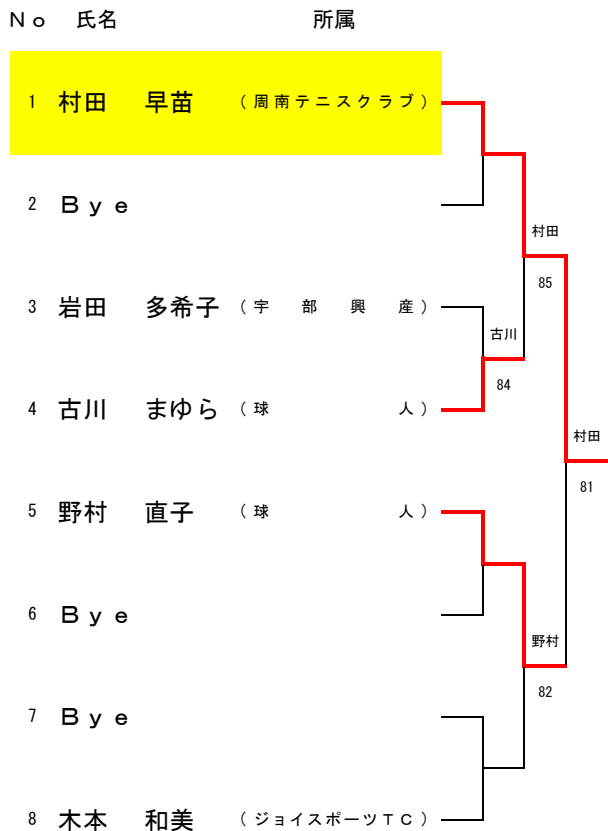 No 氏名 所属
1 村田 早苗 (周南テニスクラブ)
2 Bye
村田
85
3 岩田 多希子 (宇部興産)
古川
84
4 古川 まゆら (球人)
村田
81
5 野村 直子 (球人)
6 Bye
野村
82
7 Bye
8 木本 和美 (ジョイスポーツTC)